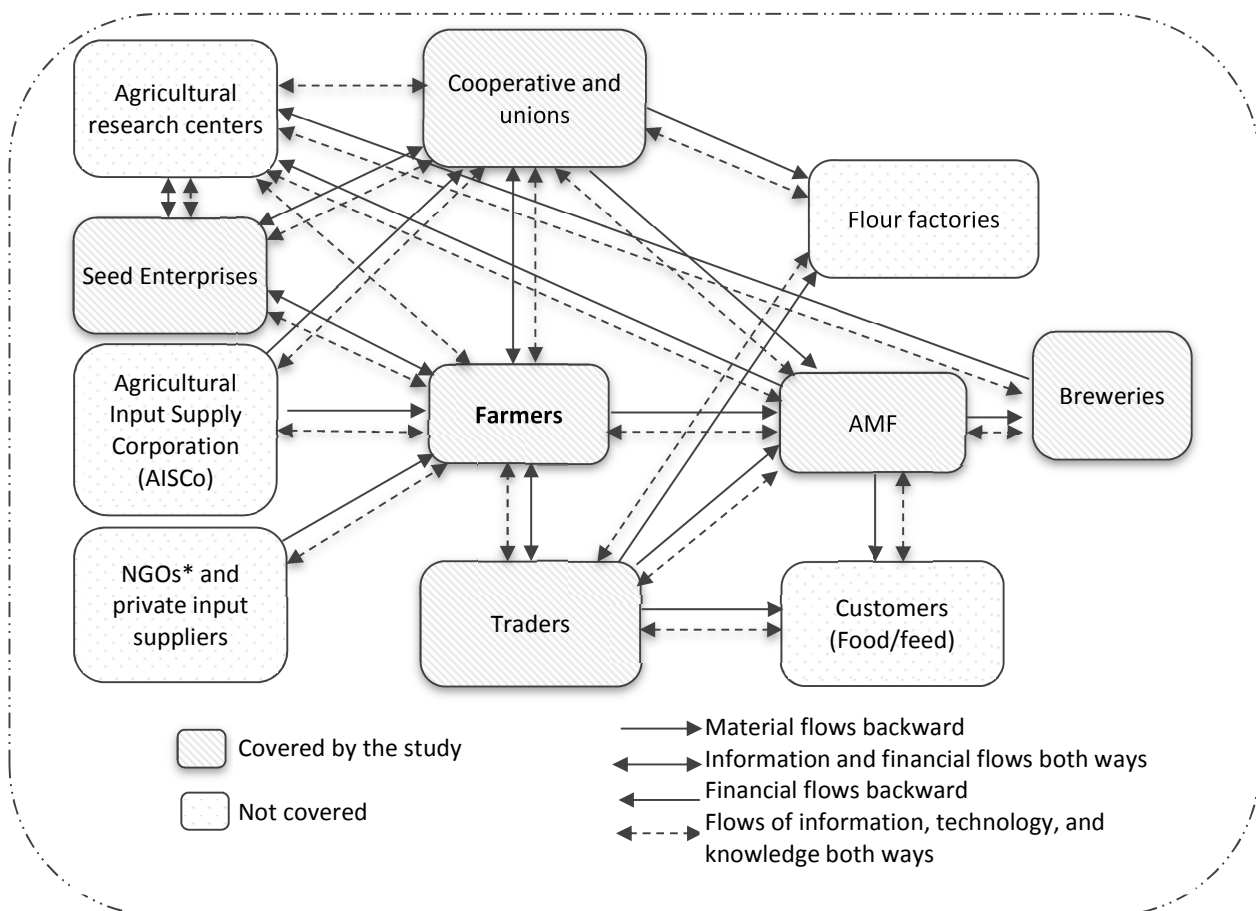 Agricultural
research centers
Cooperative and
unions
Flour factories
Seed Enterprises
Agricultural
Input Supply
Corporation
(AISCo)
Farmers
AMF
Breweries
NGOs* and
private input
suppliers
Traders
Customers
(Food/feed)
Covered by the study
Not covered
Material flows backward
Information and financial flows both ways
Financial flows backward
Flows of information, technology, and
knowledge both ways